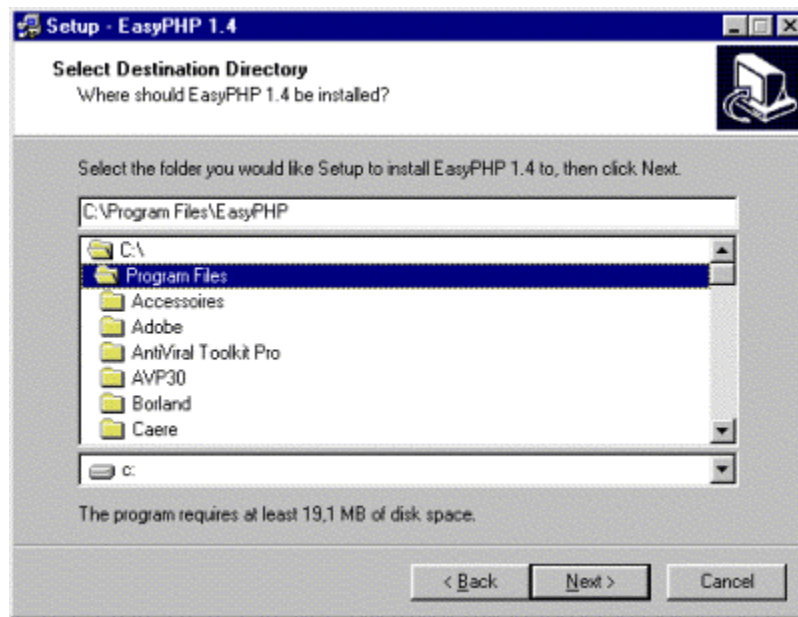 Setup - EasyPHP 1.4
Select Destination Directory
Where should EasyPHP 1.4 be installed?
Select the folder you would like Setup to install EasyPHP 1.4 to, then click Next.
C:\Program Files\EasyPHP
C:\
Program Files
Accessoires
Adobe
AntiViral Toolkit Pro
AVP30
Borland
Caere
c:
The program requires at least 19,1 MB of disk space.
< Back Next > Cancel